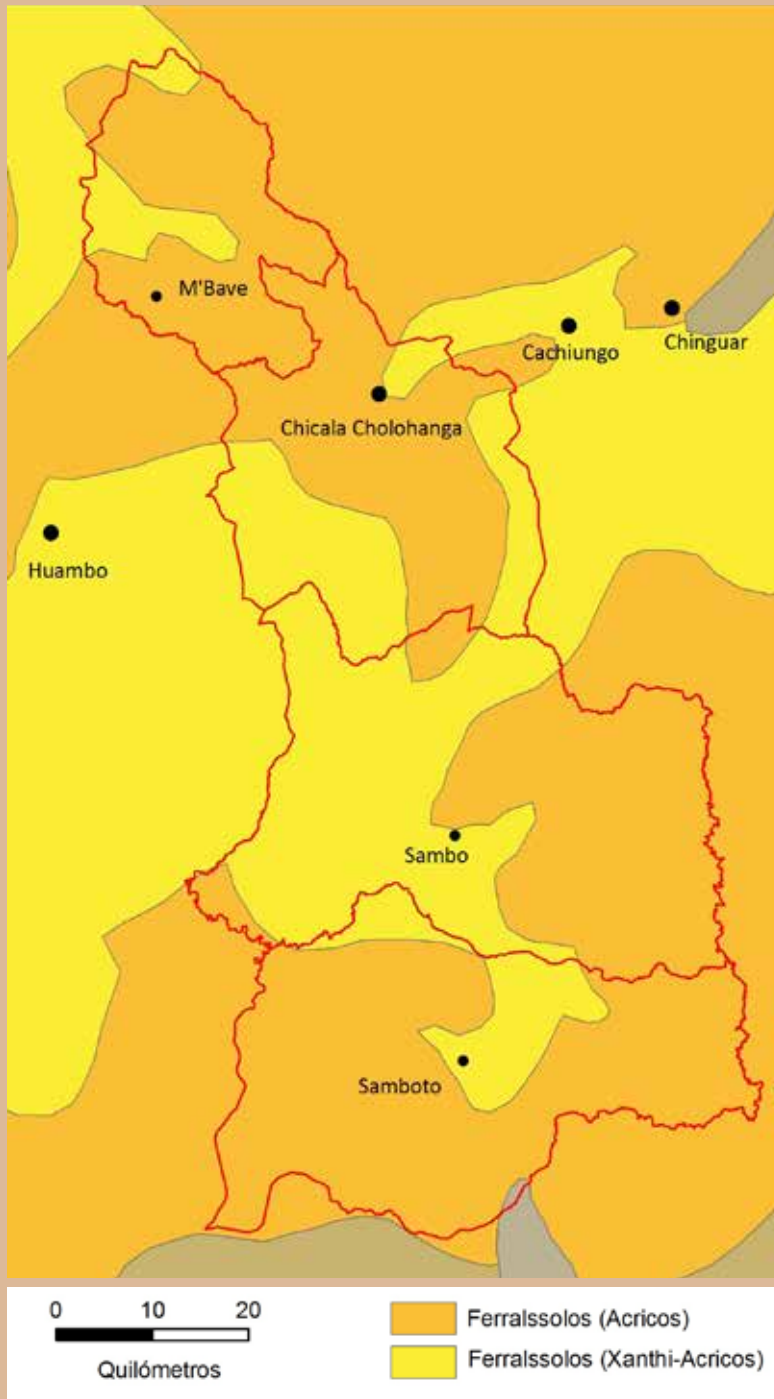 M'Bave
Cachiungo
Chinguar
Chicala Cholohanga
Huambo
Sambo
Samboto
0 10 20
Quilómetros
Ferralssolos (Acricos)
Ferralssolos (Xanthi-Acricos)